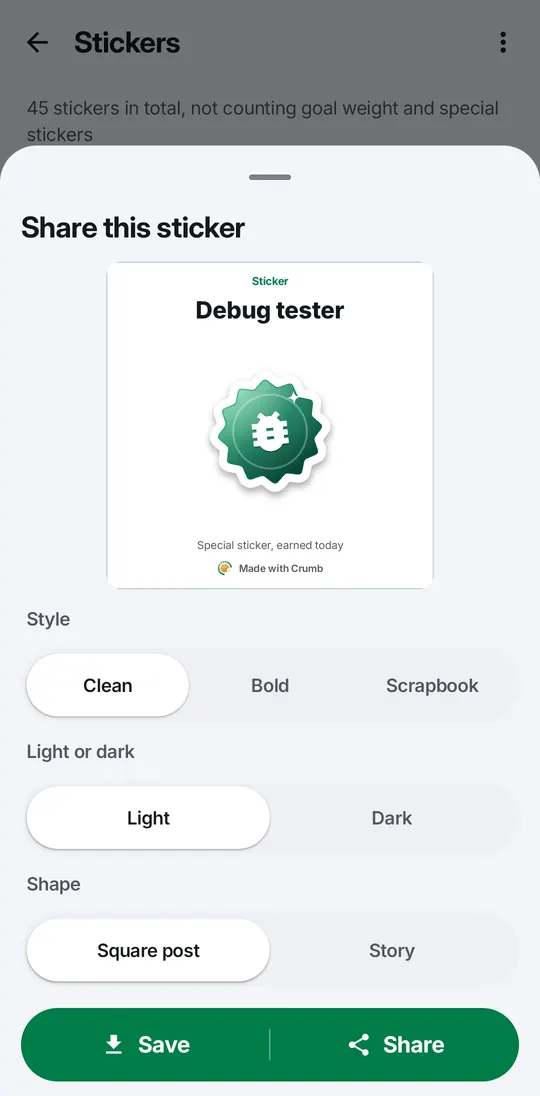 Stickers
45 stickers in total, not counting goal weight and special
stickers
Share this sticker
Sticker
Debug tester
Special sticker, earned today
Made with Crumb
Style
Clean
Bold
Scrapbook
Light or dark
Light
Dark
Shape
Square post
Story
Save
Share